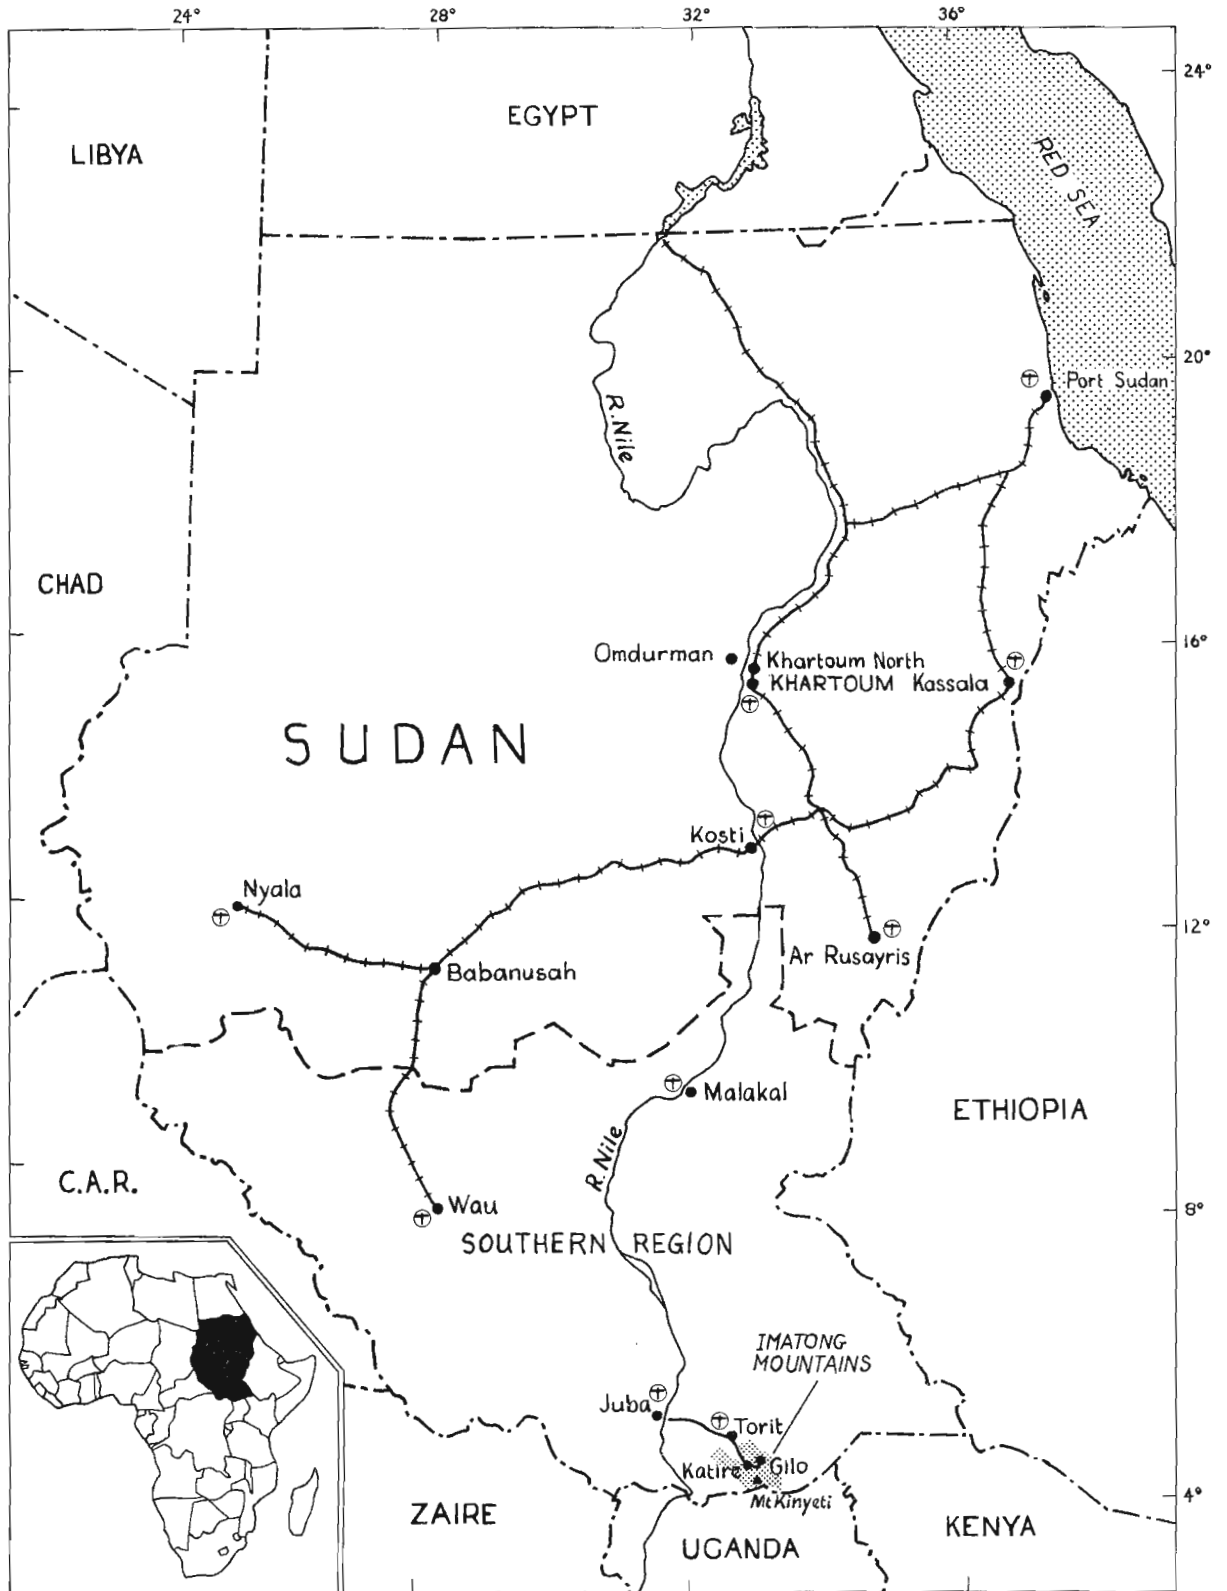 24°
28°
32°
36°
24°
EGYPT
LIBYA
RED SEA
20°
Port Sudan
R. Nile
CHAD
16°
Omdurman
Khartoum North
KHARTOUM
Kassala
SUDAN
Kosti
Nyala
12°
Ar Rusayris
Babanusah
Malakal
ETHIOPIA
R. Nile
C.A.R.
Wau
8°
SOUTHERN REGION
IMATONG
MOUNTAINS
Juba
Torit
Katire
Gilo
Mt Kinyeti
4°
ZAIRE
UGANDA
KENYA